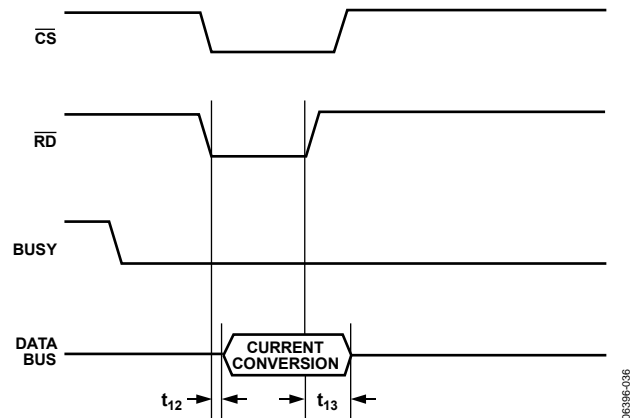 CS
RD
BUSY
DATA
BUS
CURRENT
CONVERSION
t12
t13
06396-036